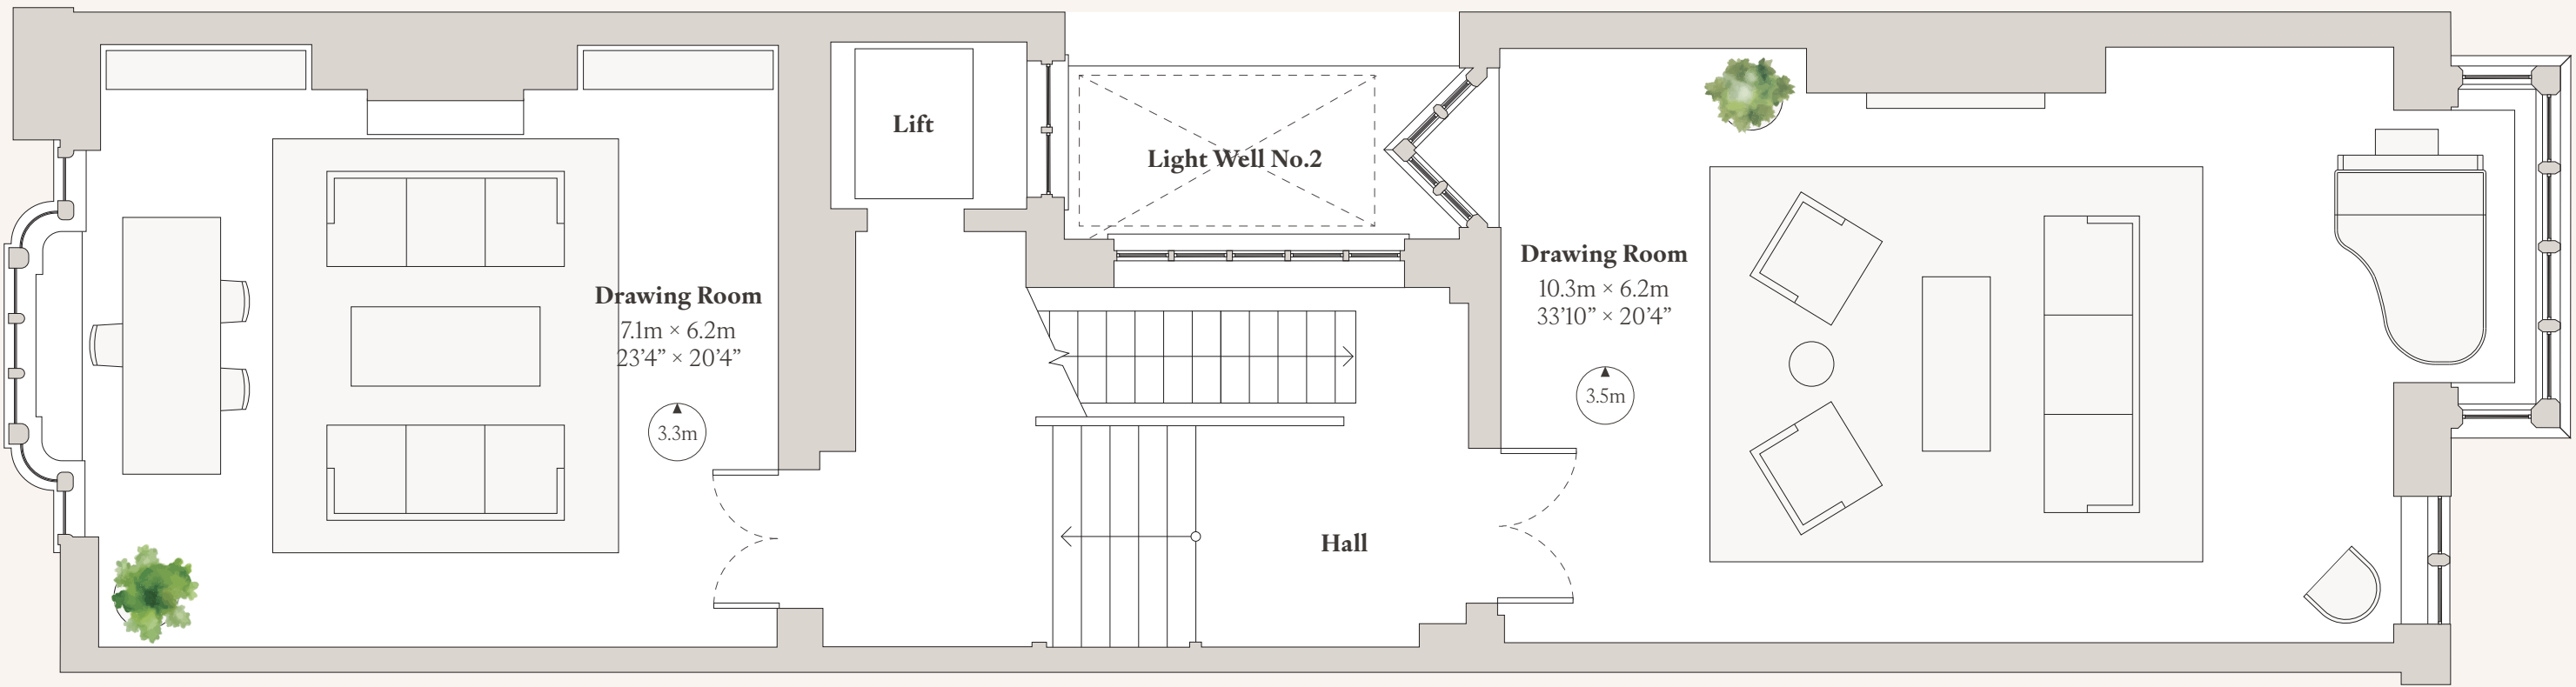 Lift
Light Well No.2
Drawing Room
7.1m × 6.2m
23’4” × 20’4”
3.3m
Drawing Room
10.3m × 6.2m
33’10” × 20’4”
3.5m
Hall